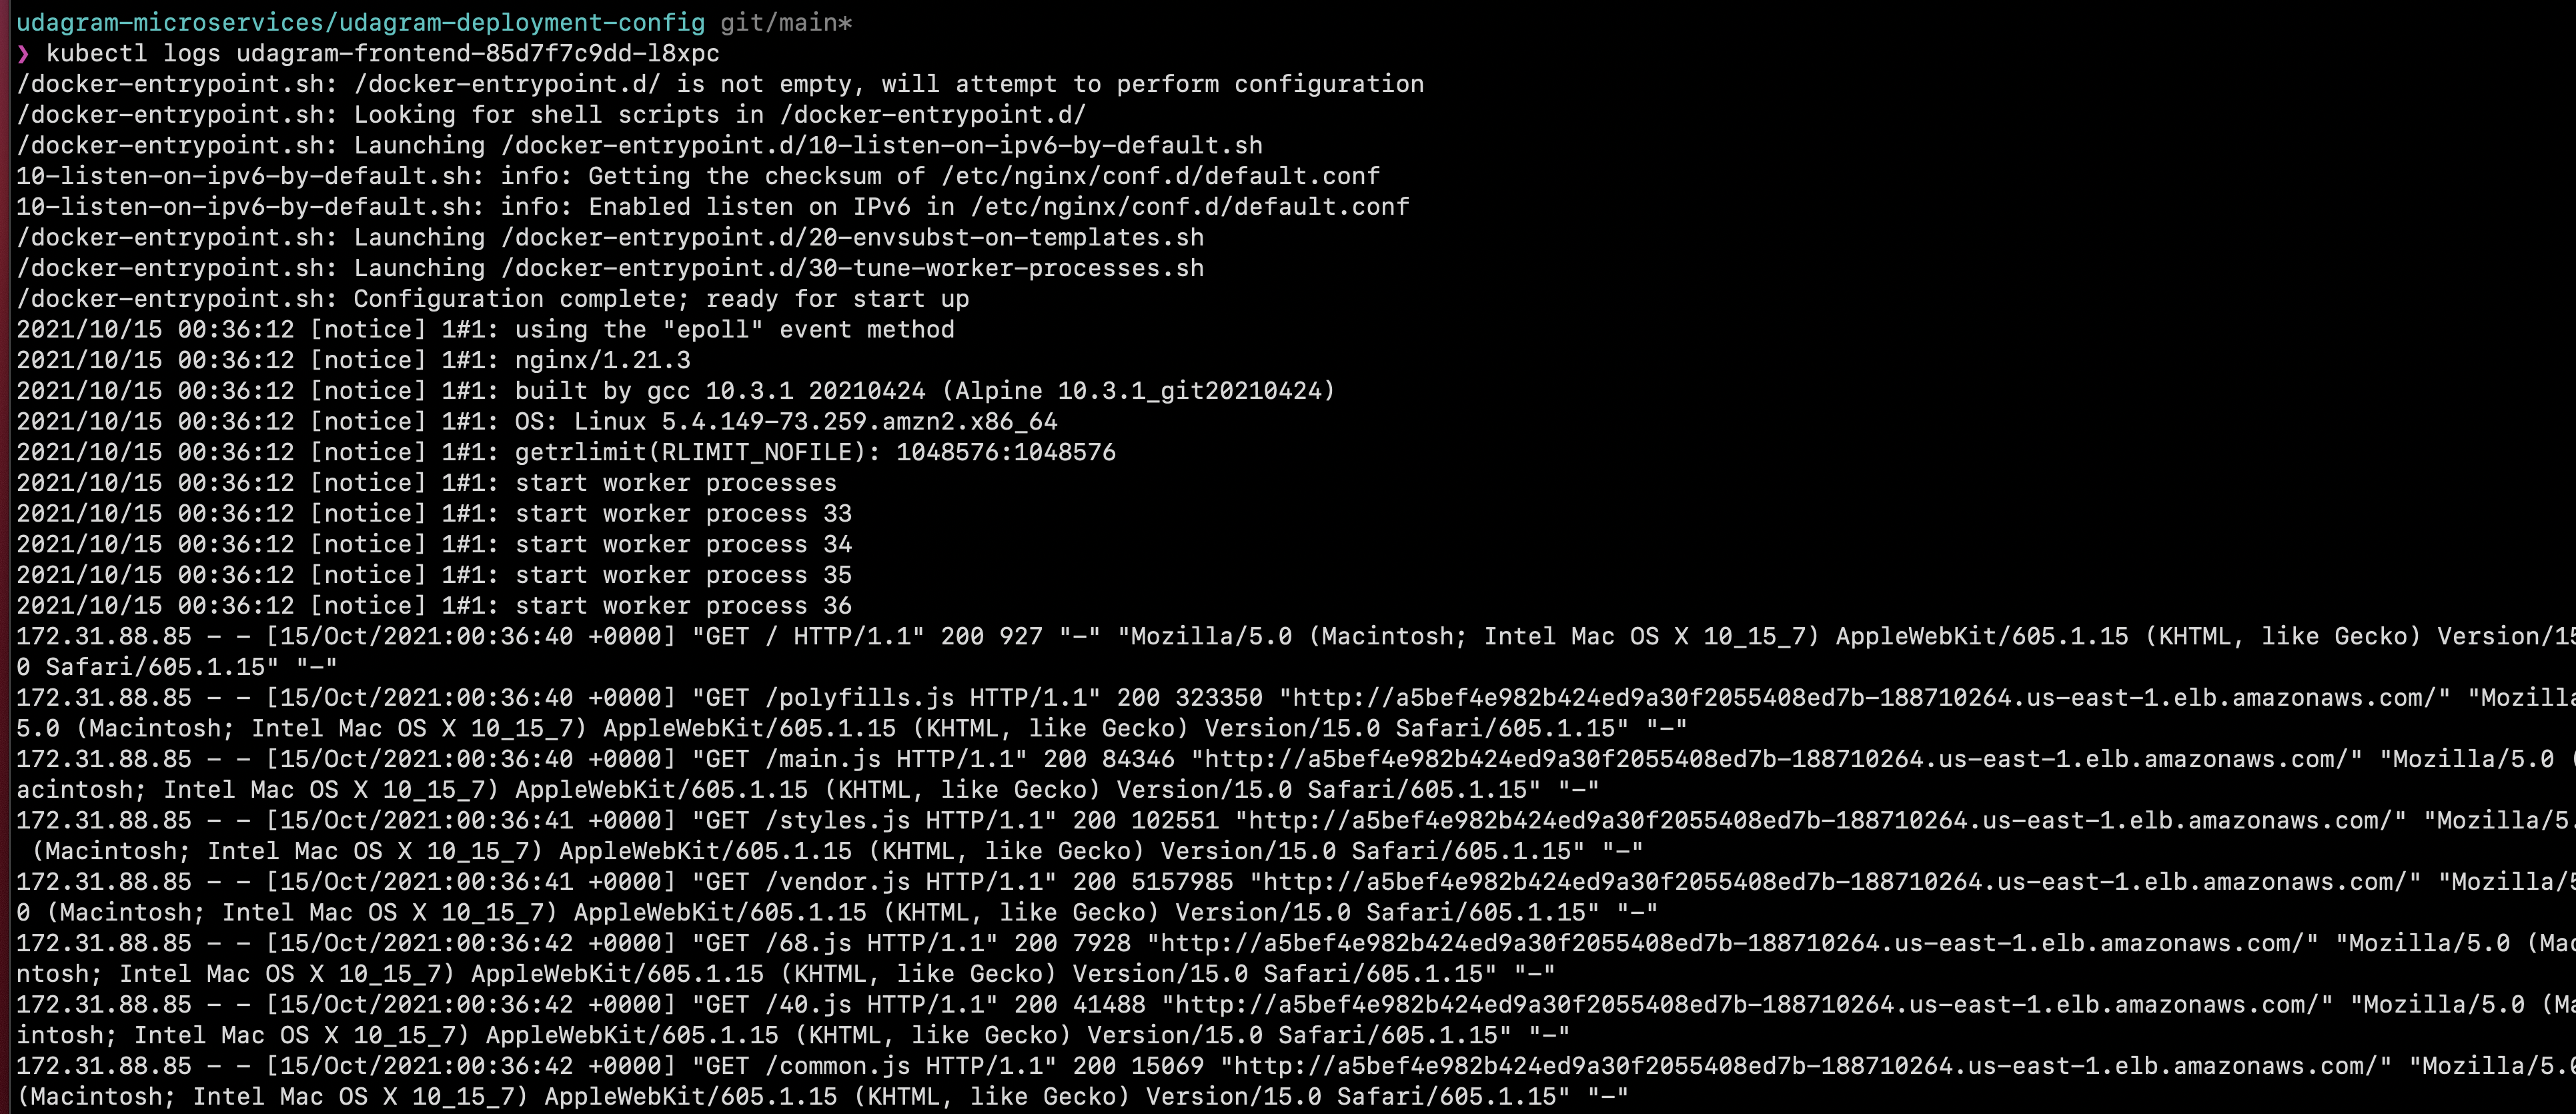 udagram-microservices/udagram-deployment-config git/main*
❯ kubectl logs udagram-frontend-85d7f7c9dd-l8xpc
/docker-entrypoint.sh: /docker-entrypoint.d/ is not empty, will attempt to perform configuration
/docker-entrypoint.sh: Looking for shell scripts in /docker-entrypoint.d/
/docker-entrypoint.sh: Launching /docker-entrypoint.d/10-listen-on-ipv6-by-default.sh
10-listen-on-ipv6-by-default.sh: info: Getting the checksum of /etc/nginx/conf.d/default.conf
10-listen-on-ipv6-by-default.sh: info: Enabled listen on IPv6 in /etc/nginx/conf.d/default.conf
/docker-entrypoint.sh: Launching /docker-entrypoint.d/20-envsubst-on-templates.sh
/docker-entrypoint.sh: Launching /docker-entrypoint.d/30-tune-worker-processes.sh
/docker-entrypoint.sh: Configuration complete; ready for start up
2021/10/15 00:36:12 [notice] 1#1: using the "epoll" event method
2021/10/15 00:36:12 [notice] 1#1: nginx/1.21.3
2021/10/15 00:36:12 [notice] 1#1: built by gcc 10.3.1 20210424 (Alpine 10.3.1_git20210424)
2021/10/15 00:36:12 [notice] 1#1: OS: Linux 5.4.149-73.259.amzn2.x86_64
2021/10/15 00:36:12 [notice] 1#1: getrlimit(RLIMIT_NOFILE): 1048576:1048576
2021/10/15 00:36:12 [notice] 1#1: start worker processes
2021/10/15 00:36:12 [notice] 1#1: start worker process 33
2021/10/15 00:36:12 [notice] 1#1: start worker process 34
2021/10/15 00:36:12 [notice] 1#1: start worker process 35
2021/10/15 00:36:12 [notice] 1#1: start worker process 36
172.31.88.85 - - [15/Oct/2021:00:36:40 +0000] "GET / HTTP/1.1" 200 927 "-" "Mozilla/5.0 (Macintosh; Intel Mac OS X 10_15_7) AppleWebKit/605.1.15 (KHTML, like Gecko) Version/15
0 Safari/605.1.15" "-"
172.31.88.85 - - [15/Oct/2021:00:36:40 +0000] "GET /polyfills.js HTTP/1.1" 200 323350 "http://a5bef4e982b424ed9a30f2055408ed7b-188710264.us-east-1.elb.amazonaws.com/" "Mozilla
5.0 (Macintosh; Intel Mac OS X 10_15_7) AppleWebKit/605.1.15 (KHTML, like Gecko) Version/15.0 Safari/605.1.15" "-"
172.31.88.85 - - [15/Oct/2021:00:36:40 +0000] "GET /main.js HTTP/1.1" 200 84346 "http://a5bef4e982b424ed9a30f2055408ed7b-188710264.us-east-1.elb.amazonaws.com/" "Mozilla/5.0 (
acintosh; Intel Mac OS X 10_15_7) AppleWebKit/605.1.15 (KHTML, like Gecko) Version/15.0 Safari/605.1.15" "-"
172.31.88.85 - - [15/Oct/2021:00:36:41 +0000] "GET /styles.js HTTP/1.1" 200 102551 "http://a5bef4e982b424ed9a30f2055408ed7b-188710264.us-east-1.elb.amazonaws.com/" "Mozilla/5.
(Macintosh; Intel Mac OS X 10_15_7) AppleWebKit/605.1.15 (KHTML, like Gecko) Version/15.0 Safari/605.1.15" "-"
172.31.88.85 - - [15/Oct/2021:00:36:41 +0000] "GET /vendor.js HTTP/1.1" 200 5157985 "http://a5bef4e982b424ed9a30f2055408ed7b-188710264.us-east-1.elb.amazonaws.com/" "Mozilla/5
0 (Macintosh; Intel Mac OS X 10_15_7) AppleWebKit/605.1.15 (KHTML, like Gecko) Version/15.0 Safari/605.1.15" "-"
172.31.88.85 - - [15/Oct/2021:00:36:42 +0000] "GET /68.js HTTP/1.1" 200 7928 "http://a5bef4e982b424ed9a30f2055408ed7b-188710264.us-east-1.elb.amazonaws.com/" "Mozilla/5.0 (Mac
ntosh; Intel Mac OS X 10_15_7) AppleWebKit/605.1.15 (KHTML, like Gecko) Version/15.0 Safari/605.1.15" "-"
172.31.88.85 - - [15/Oct/2021:00:36:42 +0000] "GET /40.js HTTP/1.1" 200 41488 "http://a5bef4e982b424ed9a30f2055408ed7b-188710264.us-east-1.elb.amazonaws.com/" "Mozilla/5.0 (Ma
intosh; Intel Mac OS X 10_15_7) AppleWebKit/605.1.15 (KHTML, like Gecko) Version/15.0 Safari/605.1.15" "-"
172.31.88.85 - - [15/Oct/2021:00:36:42 +0000] "GET /common.js HTTP/1.1" 200 15069 "http://a5bef4e982b424ed9a30f2055408ed7b-188710264.us-east-1.elb.amazonaws.com/" "Mozilla/5.0
(Macintosh; Intel Mac OS X 10_15_7) AppleWebKit/605.1.15 (KHTML, like Gecko) Version/15.0 Safari/605.1.15" "-"